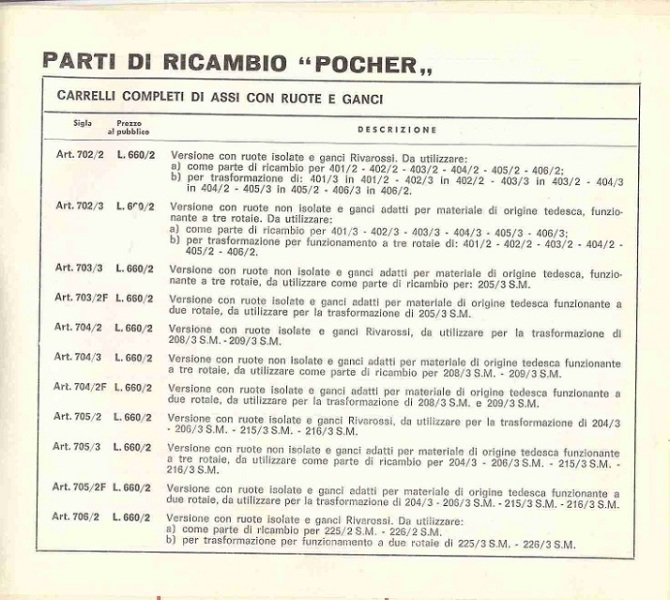 PARTI DI RICAMBIO “POCHER„
CARRELLI COMPLETI DI ASSI CON RUOTE E GANCI
Sigla Prezzo al pubblico DESCRIZIONE
Art. 702/2 L. 660/2 Versione con ruote isolate e ganci Rivarossi. Da utilizzare:
a) come parte di ricambio per 401/2 - 402/2 - 403/2 - 404/2 - 405/2 - 406/2;
b) per trasformazione di: 401/3 in 401/2 - 402/3 in 402/2 - 403/3 in 403/2 - 404/3
in 404/2 - 405/3 in 405/2 - 406/3 in 406/2.
Art. 702/3 L. 660/2 Versione con ruote non isolate e ganci adatti per materiale di origine tedesca, funzio-
nante a tre rotaie. Da utilizzare:
a) come parte di ricambio per 401/3 - 402/3 - 403/3 - 404/3 - 405/3 - 406/3;
b) per trasformazione per funzionamento a tre rotaie di: 401/2 - 402/2 - 403/2 - 404/2 -
405/2 - 406/2.
Art. 703/3 L. 660/2 Versione con ruote non isolate e ganci adatti per materiale di origine tedesca, funzio-
nante a tre rotaie, da utilizzare come parte di ricambio per: 205/3 S.M.
Art. 703/2F L. 660/2 Versione con ruote isolate e ganci adatti per materiale di origine tedesca funzionante a
due rotaie, da utilizzare per la trasformazione di 205/3 S.M.
Art. 704/2 L. 660/2 Versione con ruote isolate e ganci Rivarossi, da utilizzare per la trasformazione di
208/3 S.M. - 209/3 S.M.
Art. 704/3 L. 660/2 Versione con ruote non isolate e ganci adatti per materiale di origine tedesca funzionante
a tre rotaie, da utilizzare come parte di ricambio per 208/3 S.M. - 209/3 S.M.
Art. 704/2F L. 660/2 Versione con ruote isolate e ganci adatti per materiale di origine tedesca funzionante a
due rotaie, da utilizzare per la trasformazione di 208/3 S.M. e 209/3 S.M.
Art. 705/2 L. 660/2 Versione con ruote isolate e ganci Rivarossi, da utilizzare per la trasformazione di 204/3
- 206/3 S.M. - 215/3 S.M. - 216/3 S.M.
Art. 705/3 L. 660/2 Versione con ruote non isolate e ganci adatti per materiale di origine tedesca funzionante
a tre rotaie, da utilizzare come parte di ricambio per 204/3 - 206/3 S.M. - 215/3 S.M. -
216/3 S.M.
Art. 705/2F L. 660/2 Versione con ruote isolate e ganci adatti per materiale di origine tedesca funzionante a
due rotaie, da utilizzare per la trasformazione di 204/3 - 206/3 S.M. - 215/3 S.M. - 216/3 S.M.
Art. 706/2 L. 660/2 Versione con ruote isolate e ganci Rivarossi. Da utilizzare:
a) come parte di ricambio per 225/2 S.M. - 226/2 S.M.
b) per trasformazione per funzionamento a due rotaie di 225/3 S.M. - 226/3 S.M.